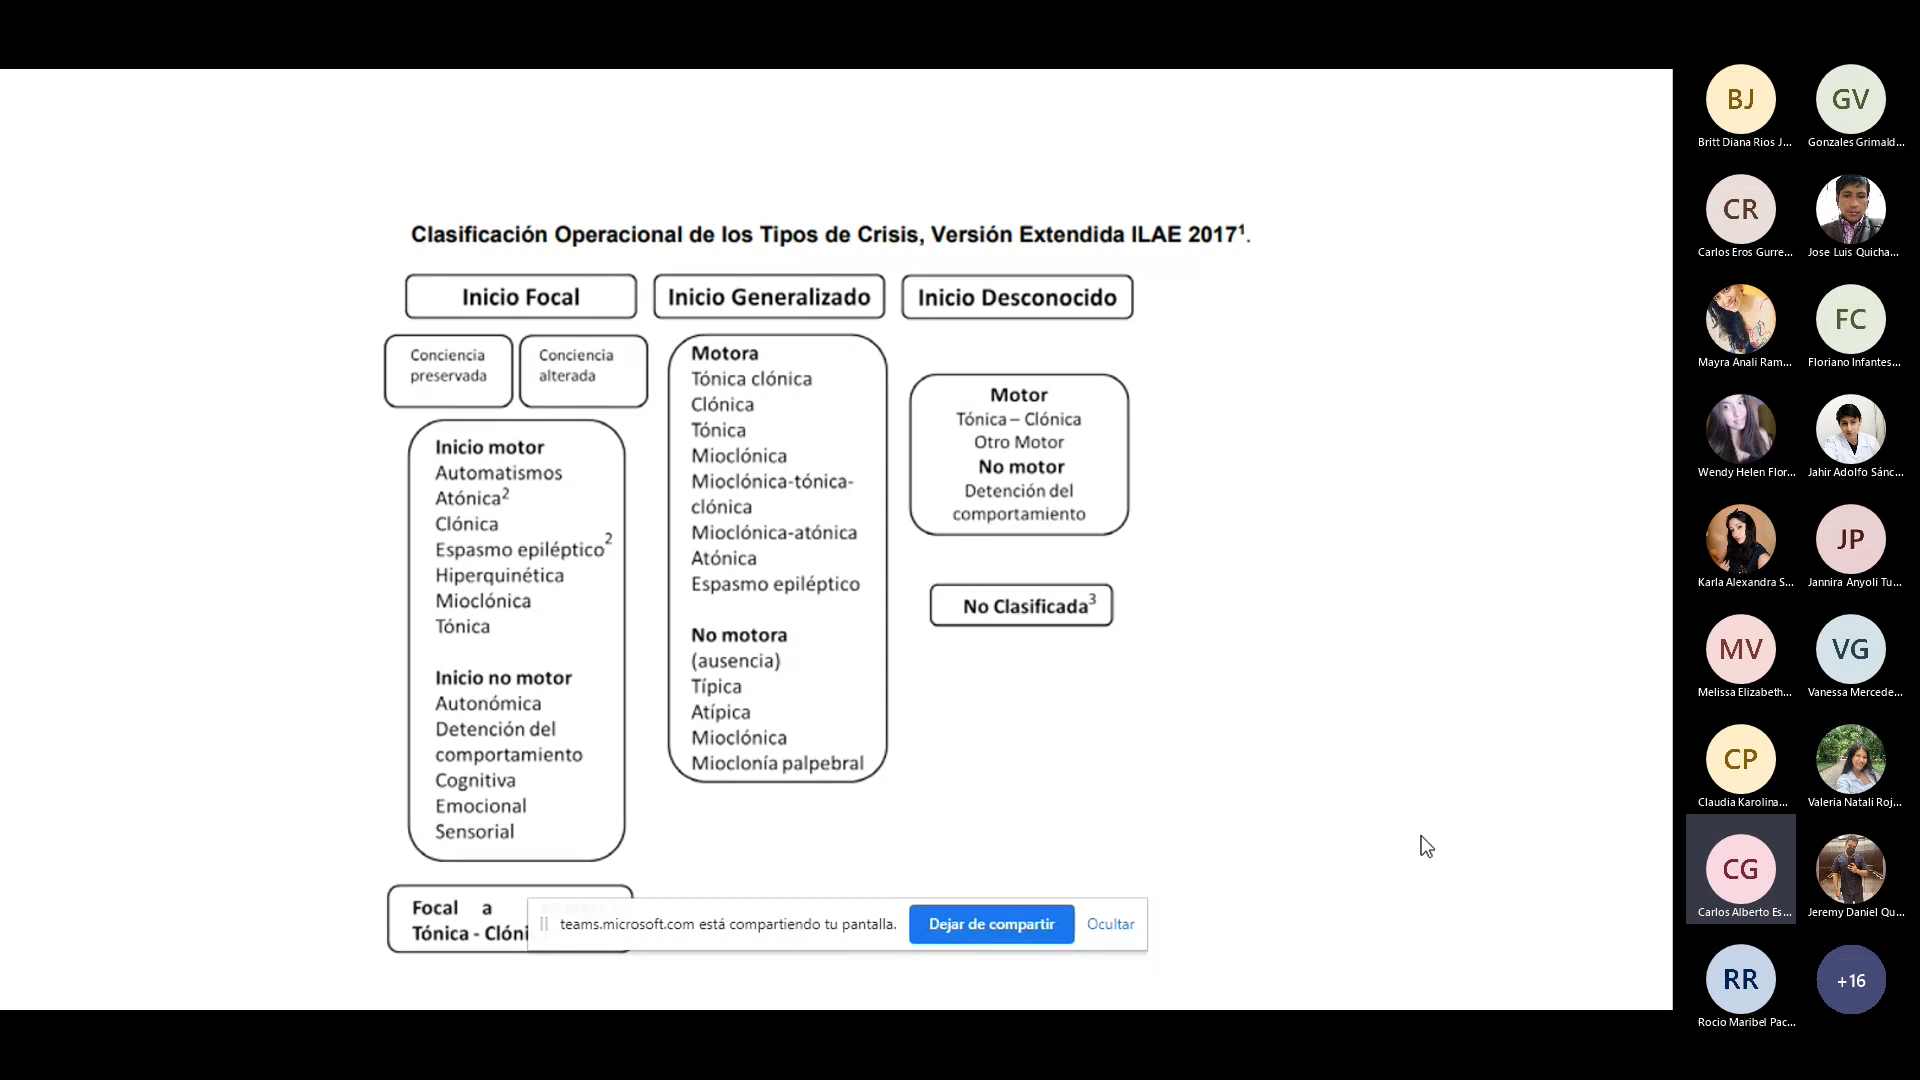 Clasificación Operacional de los Tipos de Crisis, Versión Extendida ILAE 2017¹.
Inicio Focal
Inicio Generalizado
Inicio Desconocido
Conciencia
preservada
Conciencia
alterada
Inicio motor
Automatismos
Atónica²
Clónica
Espasmo epiléptico²
Hiperquinética
Mioclónica
Tónica
Inicio no motor
Autonómica
Detención del
comportamiento
Cognitiva
Emocional
Sensorial
Motora
Tónica clónica
Clónica
Tónica
Mioclónica
Mioclónica-tónica-
clónica
Mioclónica-atónica
Atónica
Espasmo epiléptico
No motora
(ausencia)
Típica
Atípica
Mioclónica
Mioclonía palpebral
Motor
Tónica – Clónica
Otro Motor
No motor
Detención del
comportamiento
No Clasificada³
Focal a
Tónica - Clóni
teams.microsoft.com está compartiendo tu pantalla.
Dejar de compartir
Ocultar
BJ
Britt Diana Rios J...
GV
Gonzales Grimald...
CR
Carlos Eros Gurre...
Jose Luis Quicha...
Mayra Anali Ram...
FC
Floriano Infantes...
Wendy Helen Flor...
Jahir Adolfo Sánc...
Karla Alexandra S...
JP
Jannira Anyoli Tu...
MV
Melissa Elizabeth...
VG
Vanessa Mercede...
CP
Claudia Karolina...
Valeria Natali Roj...
CG
Carlos Alberto Es...
Jeremy Daniel Qu...
RR
Rocio Maribel Pac...
+16